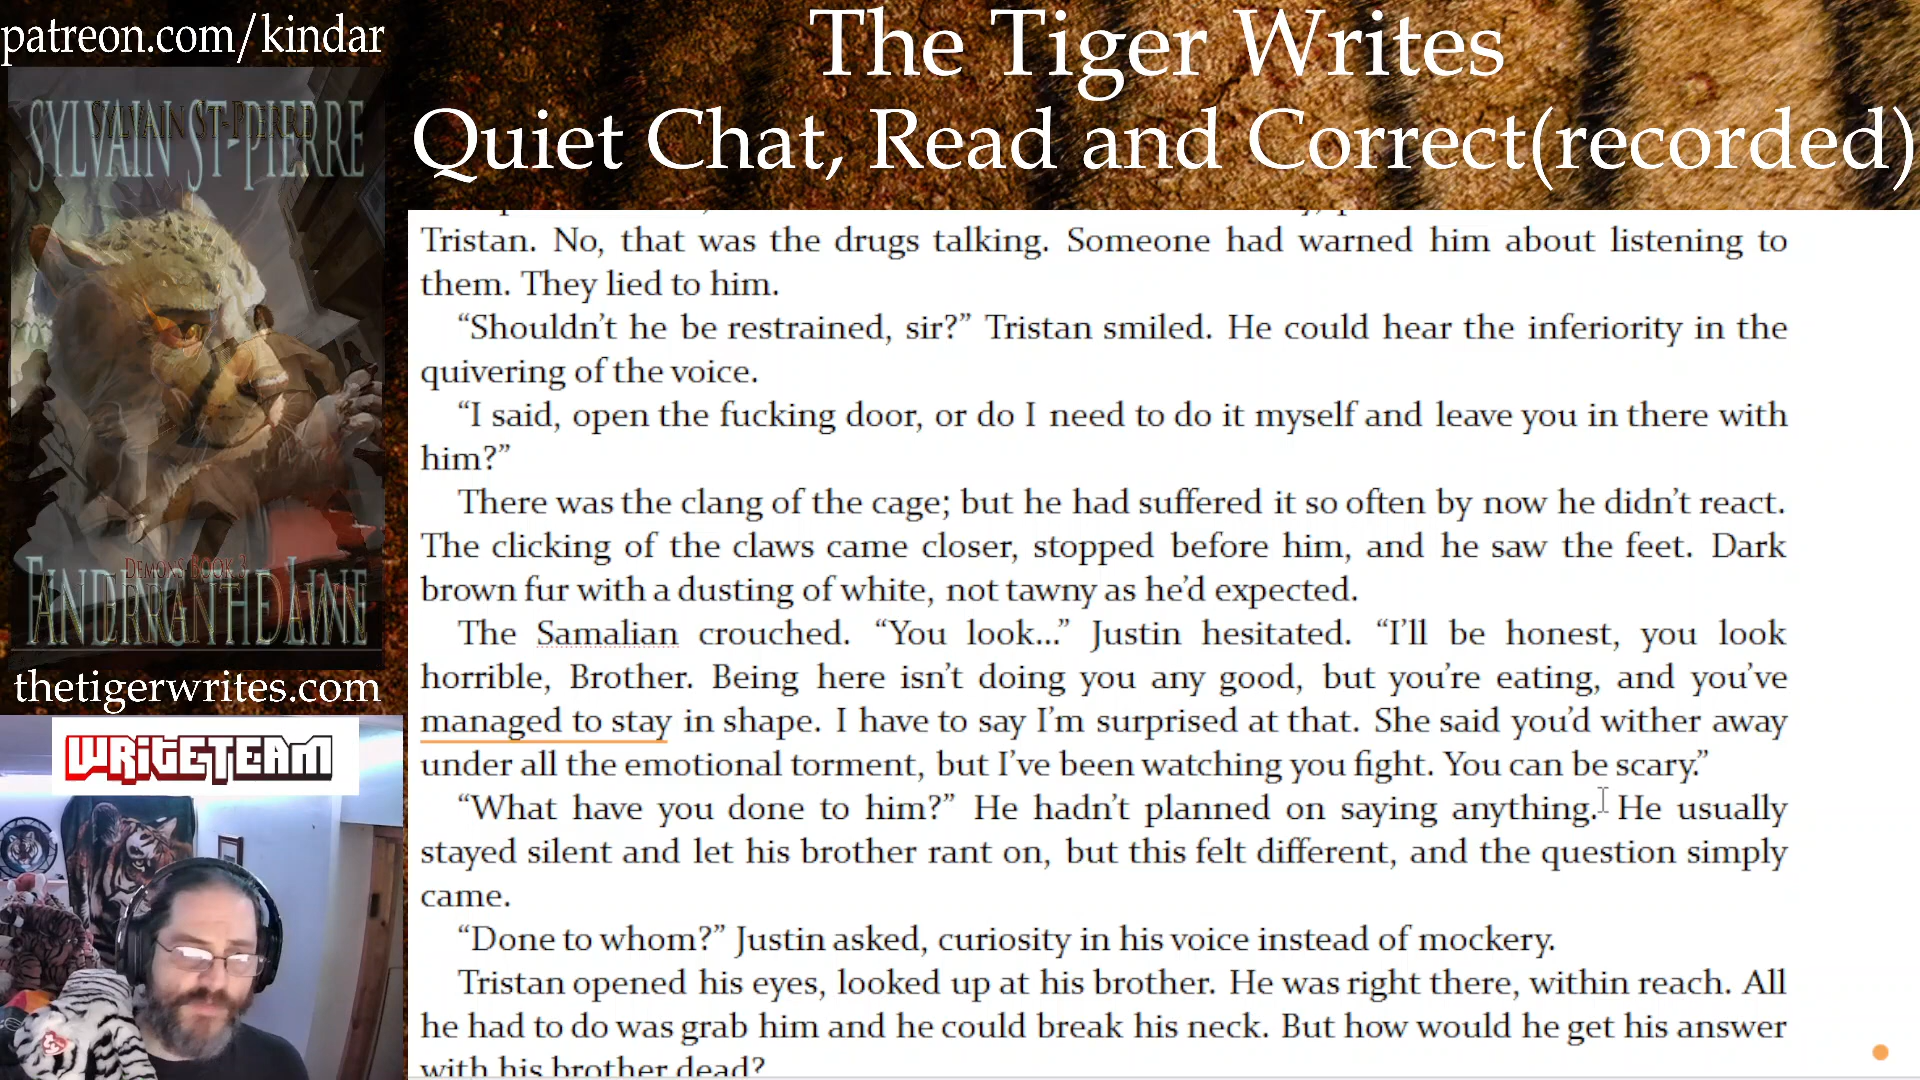 patreon.com/kindar
The Tiger Writes
Quiet Chat, Read and Correct(recorded)
SYLVAIN ST-PIERRE
SYLVAIN ST-PIERRE
DEMONS BOOK 3
thetigerwrites.com
WRITETEAM
Tristan. No, that was the drugs talking. Someone had warned him about listening to
them. They lied to him.
“Shouldn’t he be restrained, sir?” Tristan smiled. He could hear the inferiority in the
quivering of the voice.
“I said, open the fucking door, or do I need to do it myself and leave you in there with
him?”
There was the clang of the cage; but he had suffered it so often by now he didn’t react.
The clicking of the claws came closer, stopped before him, and he saw the feet. Dark
brown fur with a dusting of white, not tawny as he’d expected.
The Samalian crouched. “You look…” Justin hesitated. “I’ll be honest, you look
horrible, Brother. Being here isn’t doing you any good, but you’re eating, and you’ve
managed to stay in shape. I have to say I’m surprised at that. She said you’d wither away
under all the emotional torment, but I’ve been watching you fight. You can be scary.”
“What have you done to him?” He hadn’t planned on saying anything. He usually
stayed silent and let his brother rant on, but this felt different, and the question simply
came.
“Done to whom?” Justin asked, curiosity in his voice instead of mockery.
Tristan opened his eyes, looked up at his brother. He was right there, within reach. All
he had to do was grab him and he could break his neck. But how would he get his answer
with his brother dead?